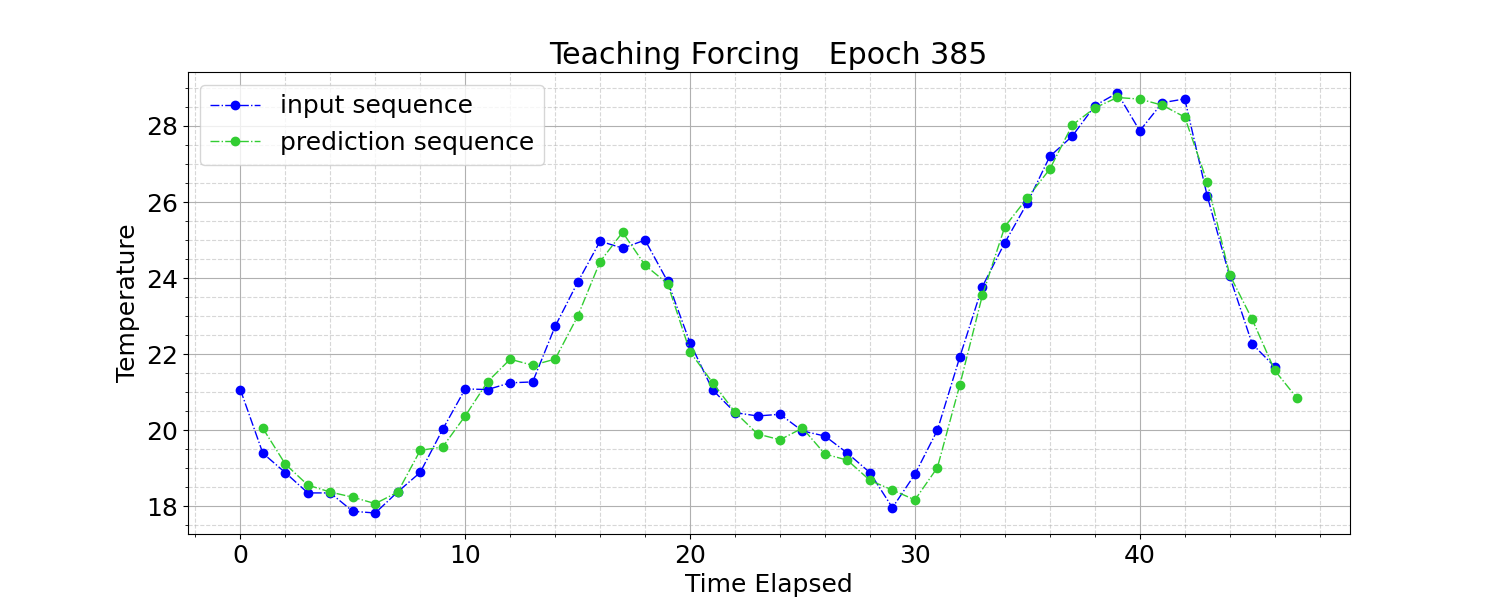 Teaching Forcing   Epoch 385
input sequence
prediction sequence
28
26
24
22
20
18
Temperature
0 10 20 30 40
Time Elapsed